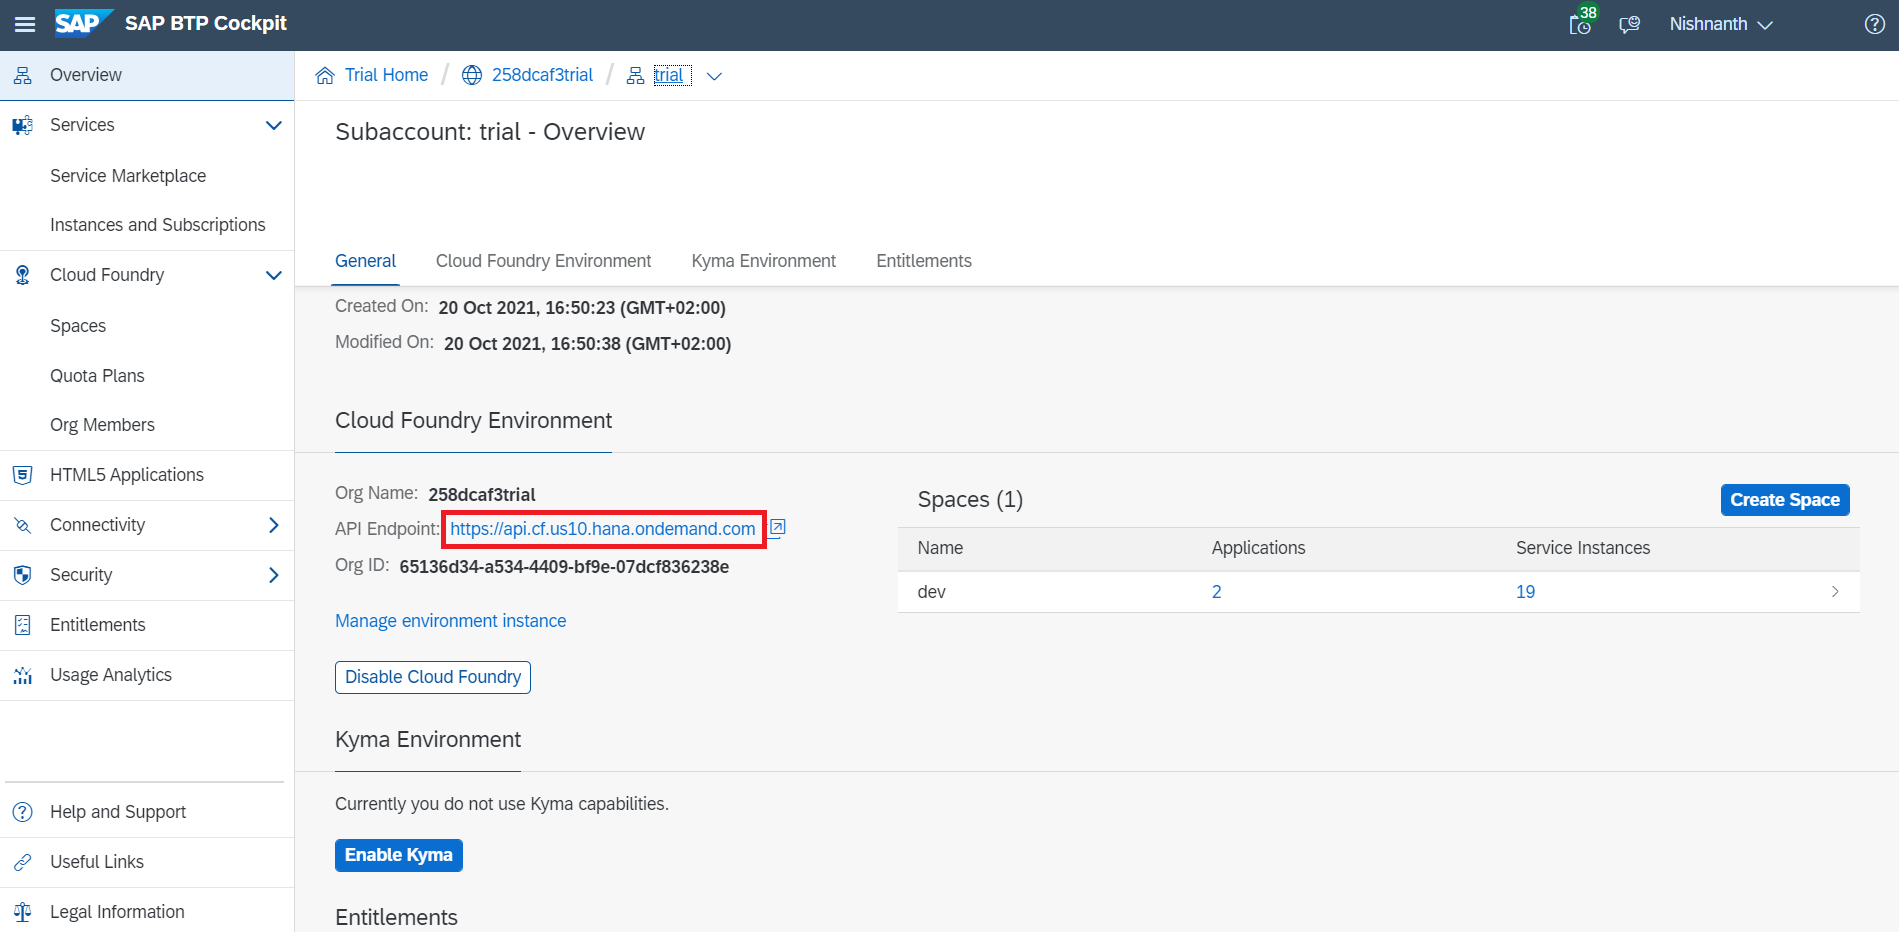 SAP SAP BTP Cockpit
38
Nishnanth
Overview
Services
Service Marketplace
Instances and Subscriptions
Cloud Foundry
Spaces
Quota Plans
Org Members
HTML5 Applications
Connectivity
Security
Entitlements
Usage Analytics
Help and Support
Useful Links
Legal Information
Trial Home / 258dcaf3trial / trial
Subaccount: trial - Overview
General Cloud Foundry Environment Kyma Environment Entitlements
Created On: 20 Oct 2021, 16:50:23 (GMT+02:00)
Modified On: 20 Oct 2021, 16:50:38 (GMT+02:00)
Cloud Foundry Environment
Org Name: 258dcaf3trial
API Endpoint: https://api.cf.us10.hana.ondemand.com
Org ID: 65136d34-a534-4409-bf9e-07dcf836238e
Manage environment instance
Disable Cloud Foundry
Spaces (1)
Create Space
Name Applications Service Instances
dev 2 19
Kyma Environment
Currently you do not use Kyma capabilities.
Enable Kyma
Entitlements